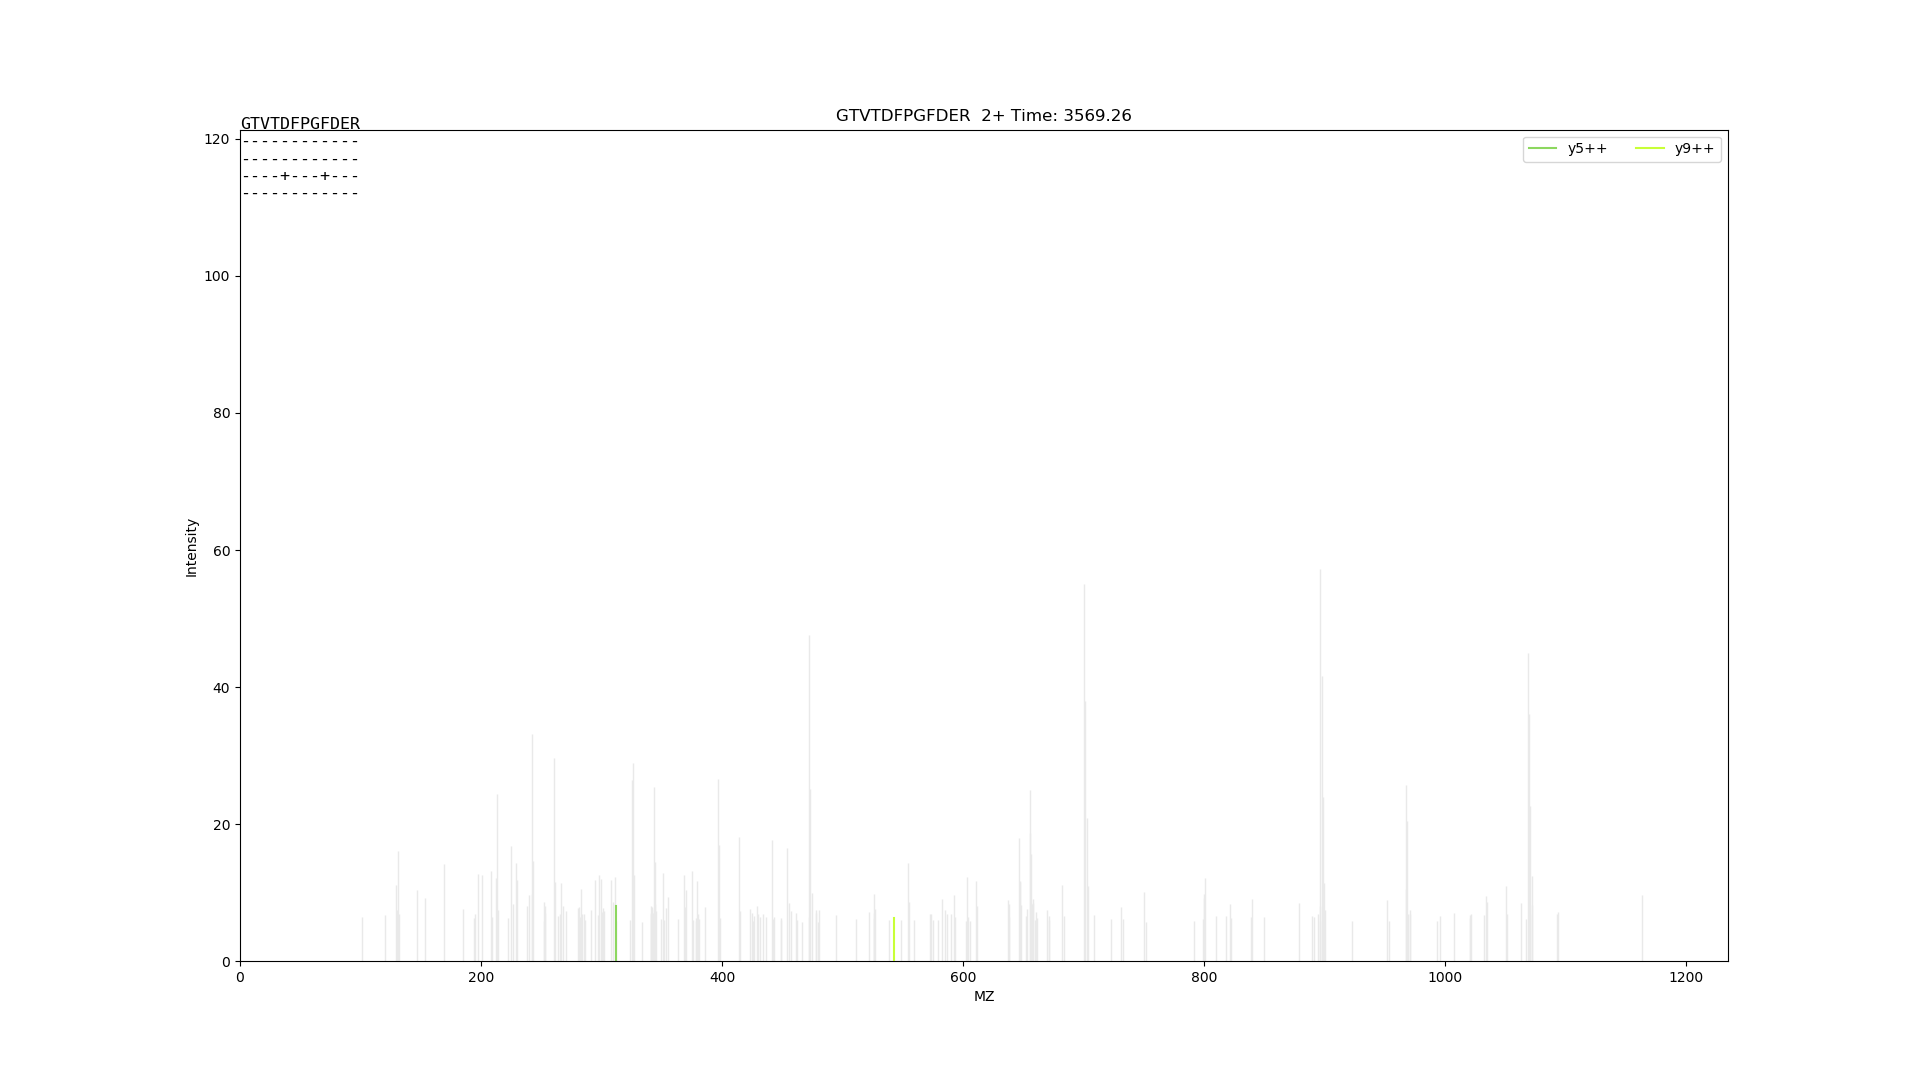 GTVTDFPGFDER 2+ Time: 3569.26
GTVTDFPGFDER
------------
------------
----+---+---
------------
y5++ y9++
120
100
80
60
40
20
0
Intensity
0 200 400 600 800 1000 1200
MZ